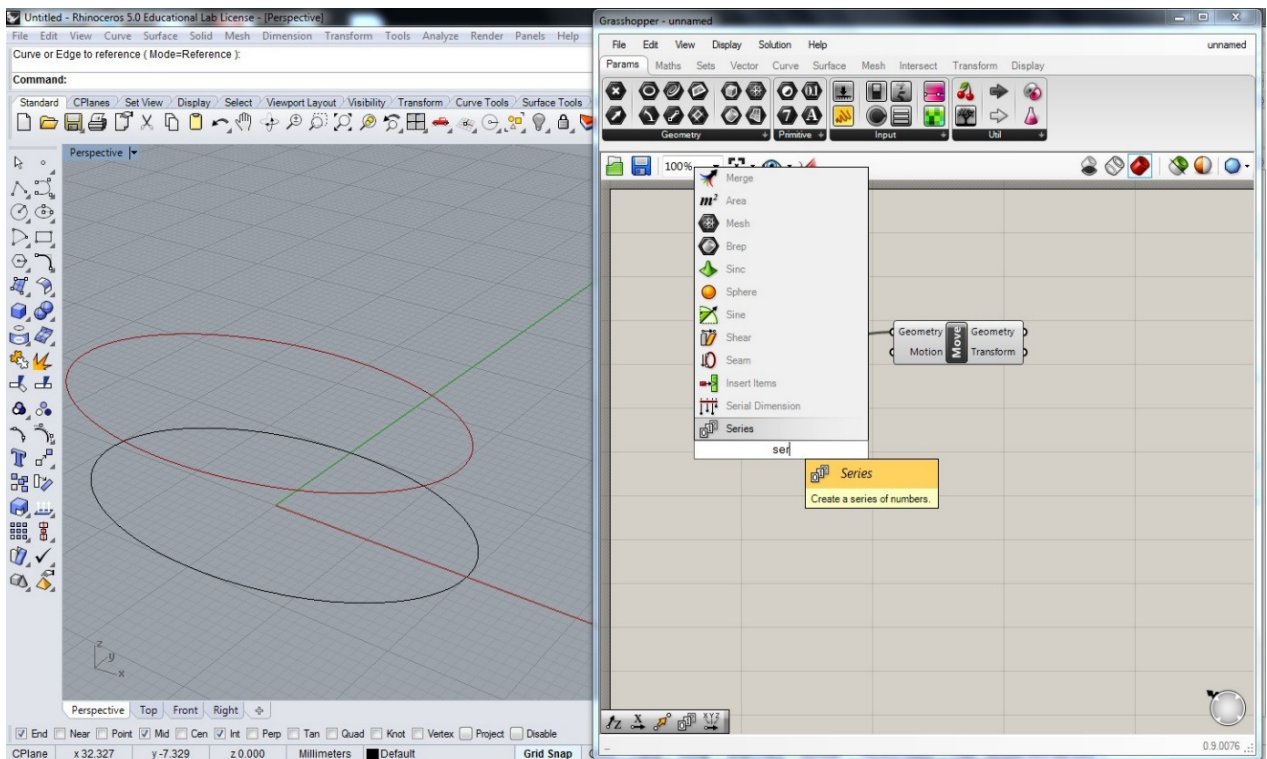 Untitled - Rhinoceros 5.0 Educational Lab License - [Perspective]
File Edit View Curve Surface Solid Mesh Dimension Transform Tools Analyze Render Panels Help
Curve or Edge to reference ( Mode=Reference ):
Command:
Standard CPlanes Set View Display Select Viewport Layout Visibility Transform Curve Tools Surface Tools
Perspective
z
y
x
Perspective Top Front Right
End Near Point Mid Cen Int Perp Tan Quad Knot Vertex Project Disable
CPlane x 32.327 y -7.329 z 0.000 Millimeters Default Grid Snap
Grasshopper - unnamed
File Edit View Display Solution Help unnamed
Params Maths Sets Vector Curve Surface Mesh Intersect Transform Display
Geometry Primitive Input Util
100%
Merge
m² Area
Mesh
Brep
Sinc
Sphere
Sine
Shear
Seam
Insert Items
Serial Dimension
Series
ser
Series
Create a series of numbers.
Geometry Move Geometry
Motion Transform
0.9.0076